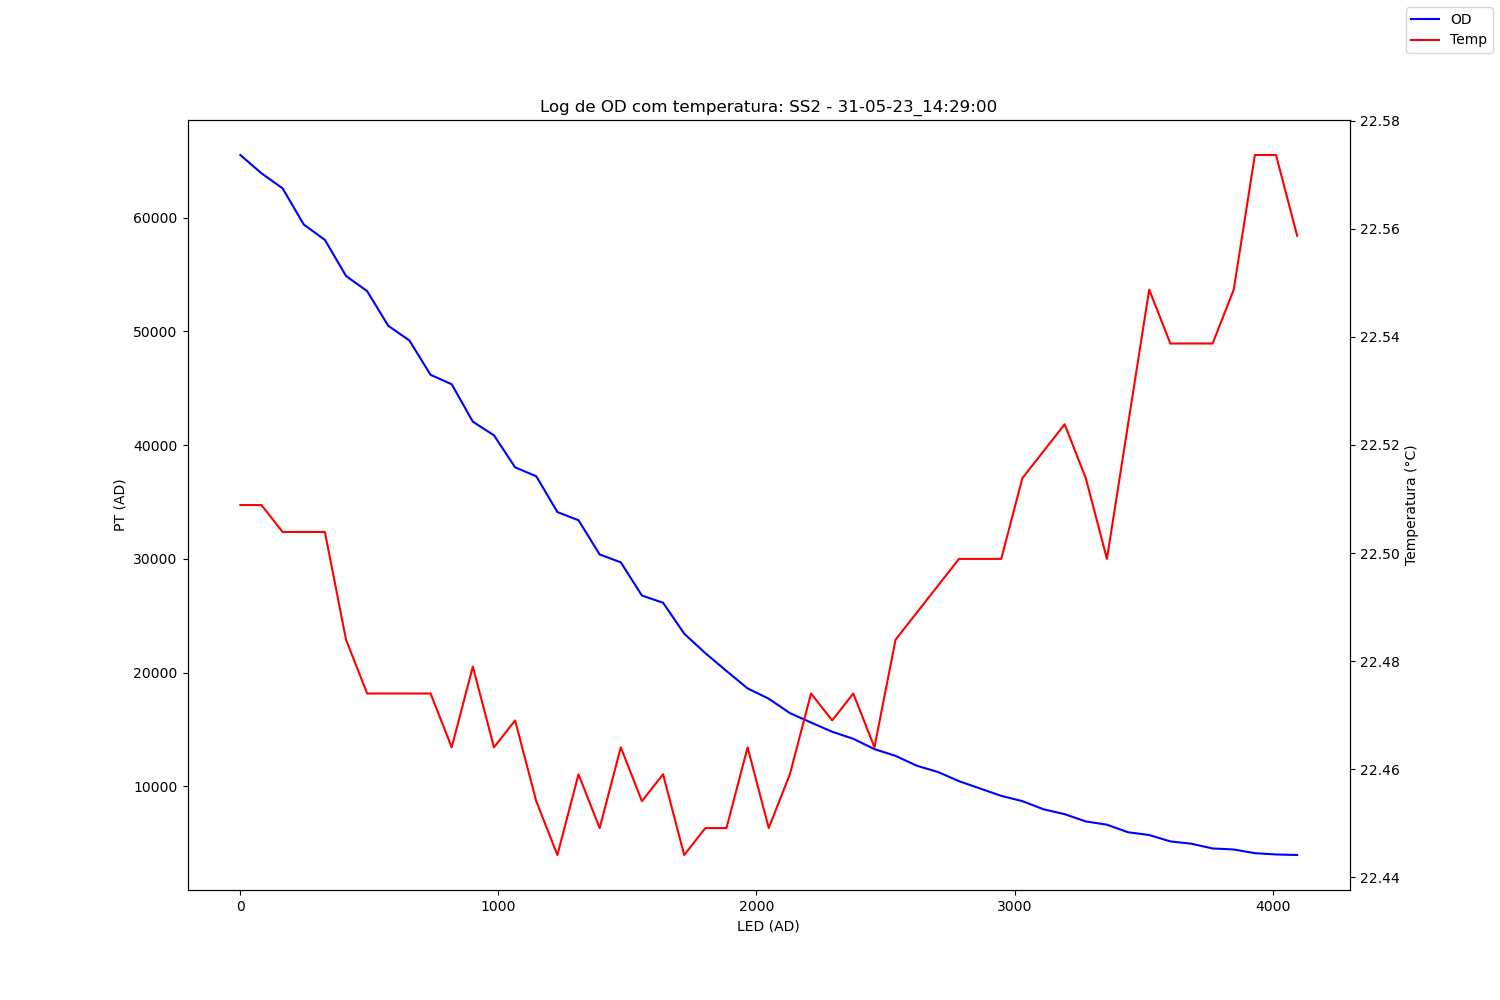 OD
Temp
Log de OD com temperatura: SS2 - 31-05-23_14:29:00
60000
50000
40000
30000
20000
10000
PT (AD)
22.58
22.56
22.54
22.52
22.50
22.48
22.46
22.44
Temperatura (°C)
0 1000 2000 3000 4000
LED (AD)